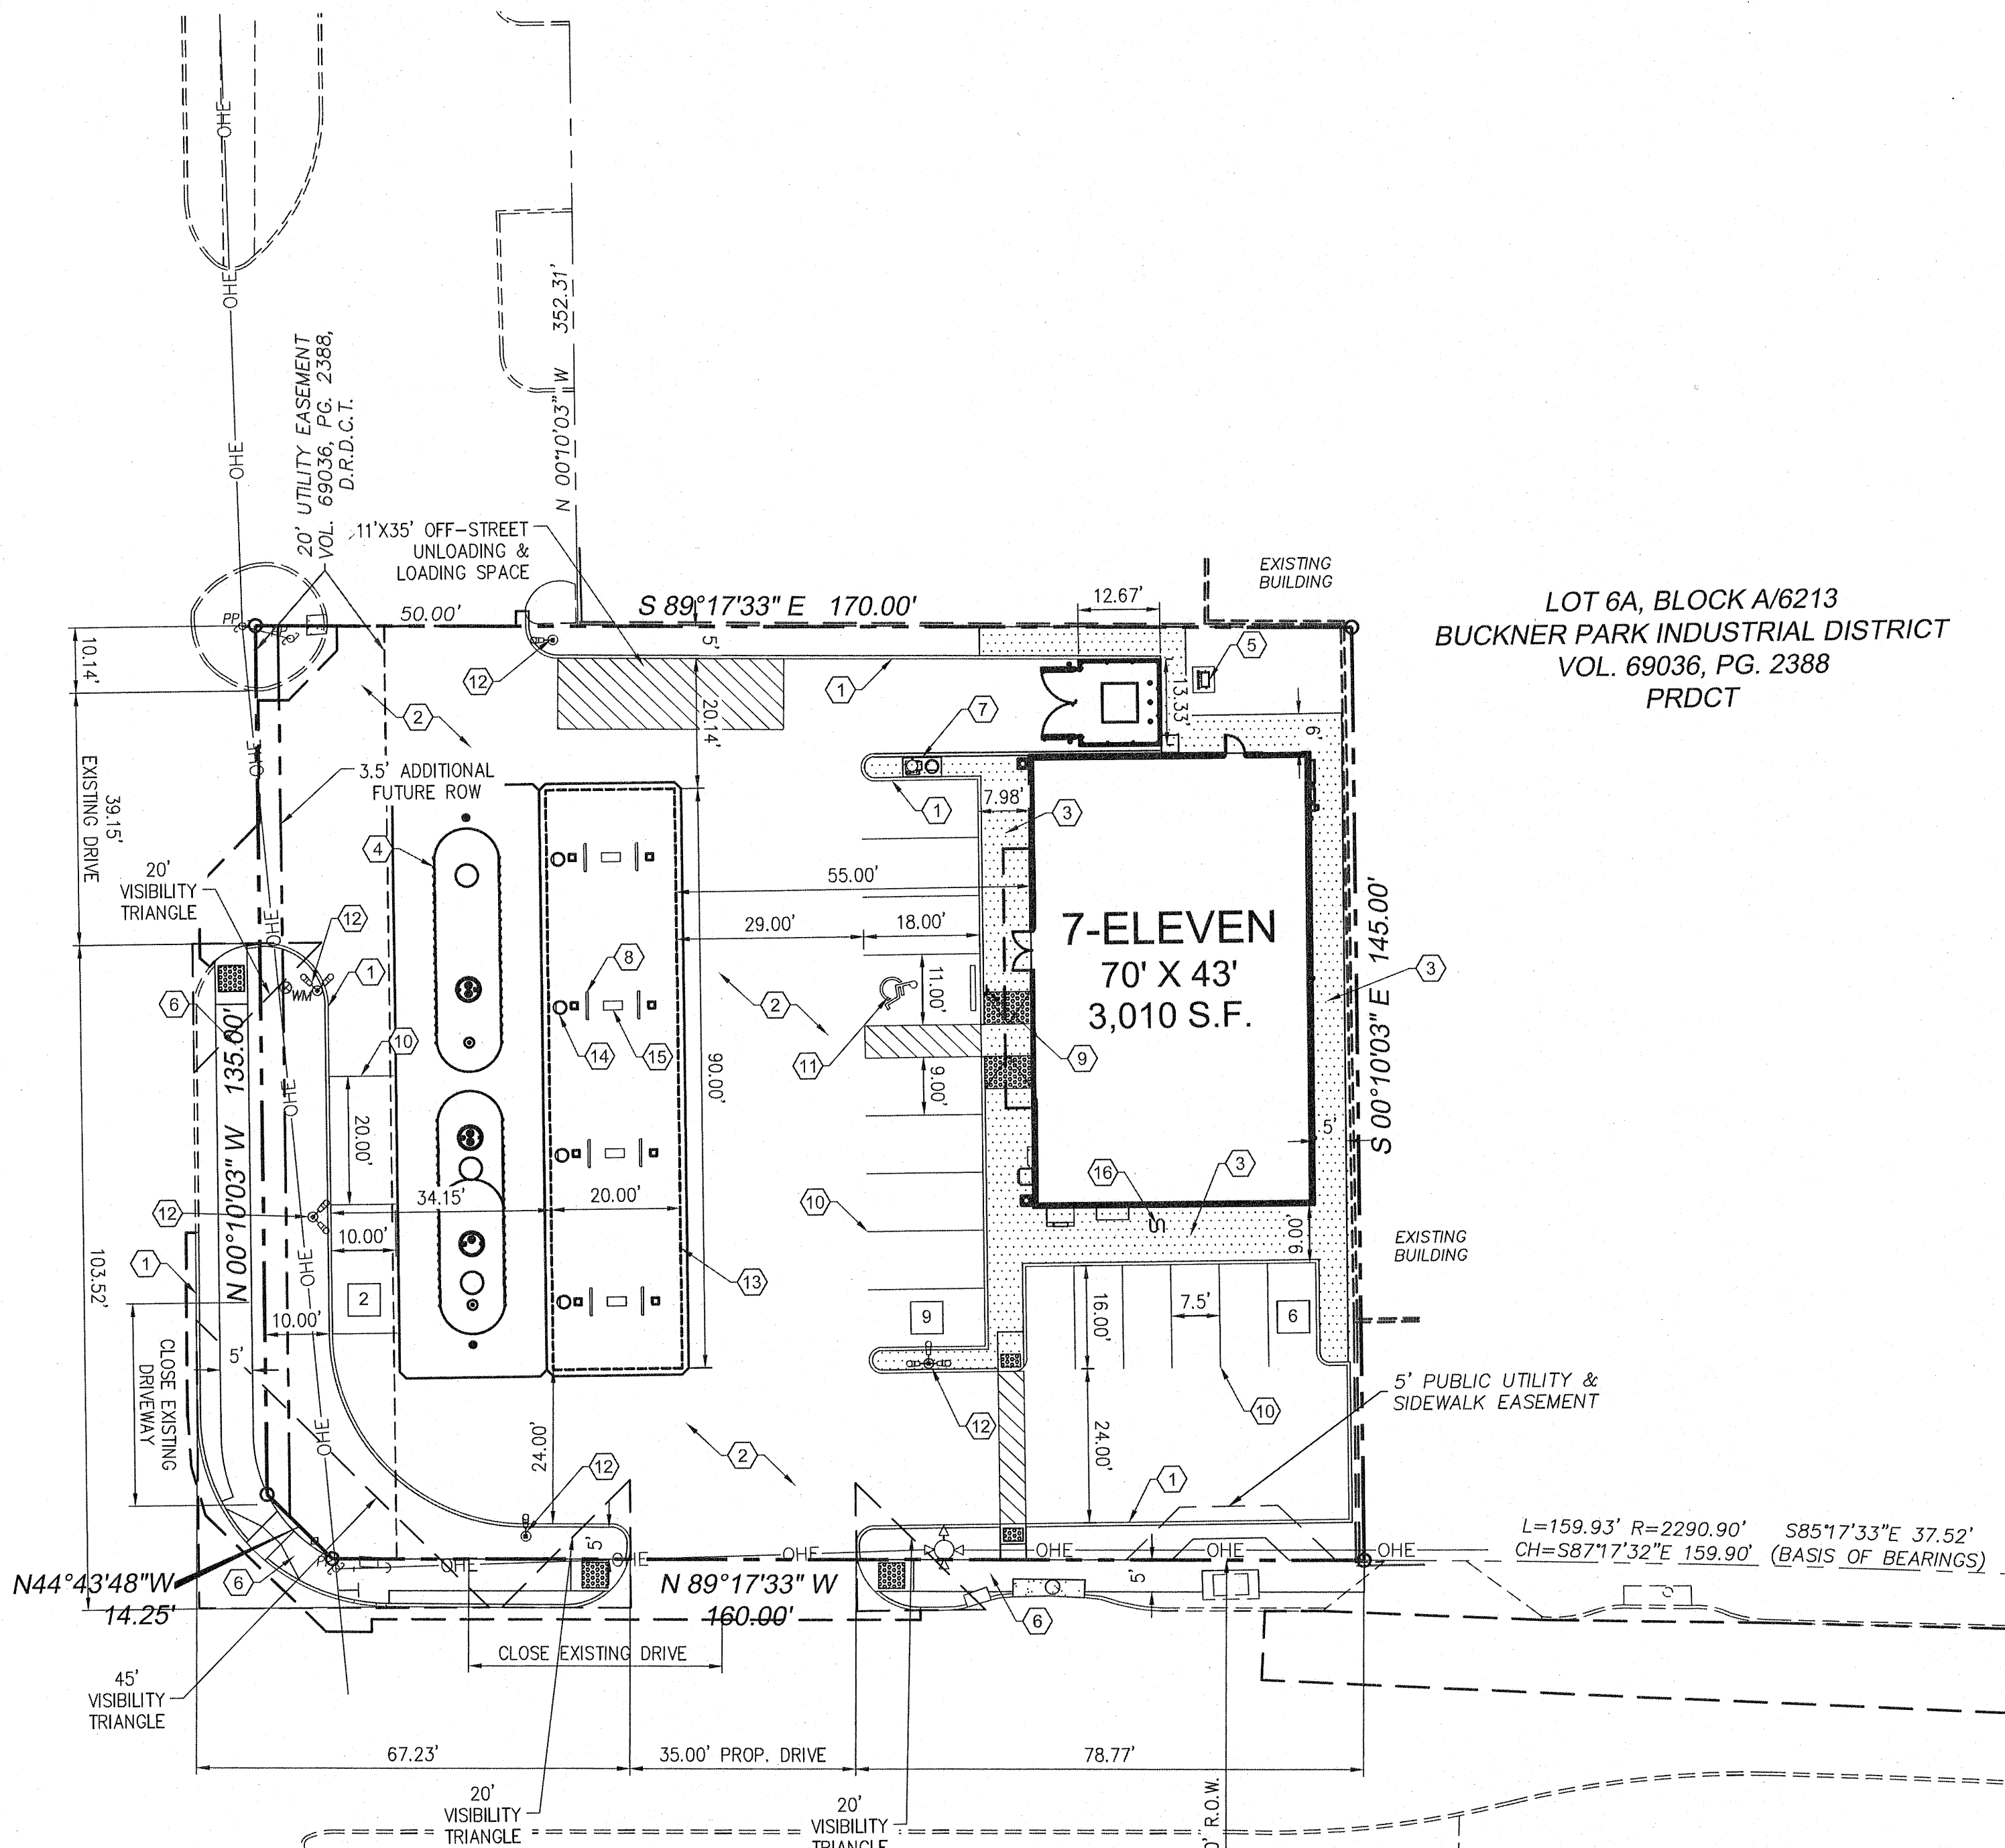 OHE
OHE
OHE
OHE
20' UTILITY EASEMENT
VOL. 69036, PG. 2388,
D.R.D.C.T.
N 00°10'03" W 352.31'
11'X35' OFF-STREET
UNLOADING &
LOADING SPACE
EXISTING
BUILDING
LOT 6A, BLOCK A/6213
BUCKNER PARK INDUSTRIAL DISTRICT
VOL. 69036, PG. 2388
PRDCT
PP
50.00'
S 89°17'33" E 170.00'
12.67'
5'
5
10.14'
12
1
13.33'
2
20.14'
7
6'
OHE
3.5' ADDITIONAL
FUTURE ROW
EXISTING DRIVE
39.15'
1
7.98'
3
4
20'
VISIBILITY
TRIANGLE
55.00'
12
OHE
29.00'
18.00'
7-ELEVEN
70' X 43'
3,010 S.F.
S 00°10'03" E 145.00'
8
1
WM
11.00'
3
6
2
10
14
15
11
9
OHE
90.00'
9.00'
N 00°10'03" W 135.00'
20.00'
5'
16
3
34.15'
20.00'
10
12
10.00'
9.00'
EXISTING
BUILDING
1
OHE
2
13
103.52'
10.00'
9
16.00'
7.5'
6
CLOSE EXISTING
DRIVEWAY
5'
5' PUBLIC UTILITY &
SIDEWALK EASEMENT
12
10
OHE
24.00'
2
24.00'
12
1
L=159.93' R=2290.90' S85°17'33"E 37.52'
CH=S87°17'32"E 159.90' (BASIS OF BEARINGS)
5'
OHE
OHE
OHE
OHE
OHE
OHE
N44°43'48"W
14.25'
6
N 89°17'33" W
160.00'
5'
6
CLOSE EXISTING DRIVE
45'
VISIBILITY
TRIANGLE
67.23'
35.00' PROP. DRIVE
78.77'
20'
VISIBILITY
TRIANGLE
20'
VISIBILITY
TRIANGLE
R.O.W.